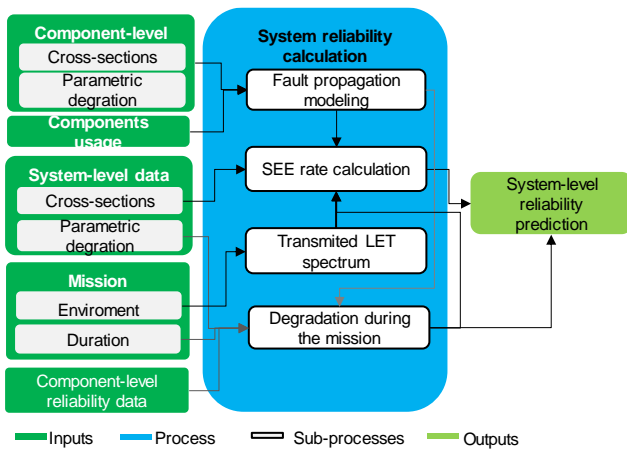 Component-level
Cross-sections
Parametric
degration
Components
usage
System-level data
Cross-sections
Parametric
degration
Mission
Enviroment
Duration
Component-level
reliability data
System reliability
calculation
Fault propagation
modeling
SEE rate calculation
Transmited LET
spectrum
Degradation during
the mission
System-level
reliability
prediction
Inputs
Process
Sub-processes
Outputs